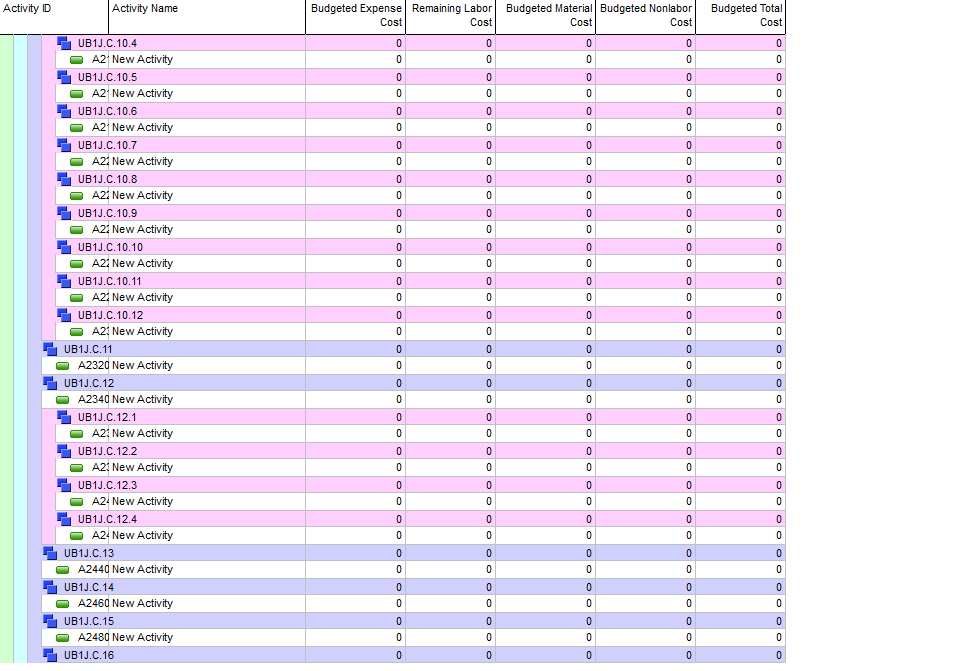 Activity ID Activity Name Budgeted Expense Cost Remaining Labor Cost Budgeted Material Cost Budgeted Nonlabor Cost Budgeted Total Cost
UB1J.C.10.4 0 0 0 0 0
A21 New Activity 0 0 0 0 0
UB1J.C.10.5 0 0 0 0 0
A21 New Activity 0 0 0 0 0
UB1J.C.10.6 0 0 0 0 0
A21 New Activity 0 0 0 0 0
UB1J.C.10.7 0 0 0 0 0
A22 New Activity 0 0 0 0 0
UB1J.C.10.8 0 0 0 0 0
A22 New Activity 0 0 0 0 0
UB1J.C.10.9 0 0 0 0 0
A22 New Activity 0 0 0 0 0
UB1J.C.10.10 0 0 0 0 0
A22 New Activity 0 0 0 0 0
UB1J.C.10.11 0 0 0 0 0
A22 New Activity 0 0 0 0 0
UB1J.C.10.12 0 0 0 0 0
A23 New Activity 0 0 0 0 0
UB1J.C.11 0 0 0 0 0
A2320 New Activity 0 0 0 0 0
UB1J.C.12 0 0 0 0 0
A2340 New Activity 0 0 0 0 0
UB1J.C.12.1 0 0 0 0 0
A23 New Activity 0 0 0 0 0
UB1J.C.12.2 0 0 0 0 0
A23 New Activity 0 0 0 0 0
UB1J.C.12.3 0 0 0 0 0
A24 New Activity 0 0 0 0 0
UB1J.C.12.4 0 0 0 0 0
A24 New Activity 0 0 0 0 0
UB1J.C.13 0 0 0 0 0
A2440 New Activity 0 0 0 0 0
UB1J.C.14 0 0 0 0 0
A2460 New Activity 0 0 0 0 0
UB1J.C.15 0 0 0 0 0
A2480 New Activity 0 0 0 0 0
UB1J.C.16 0 0 0 0 0